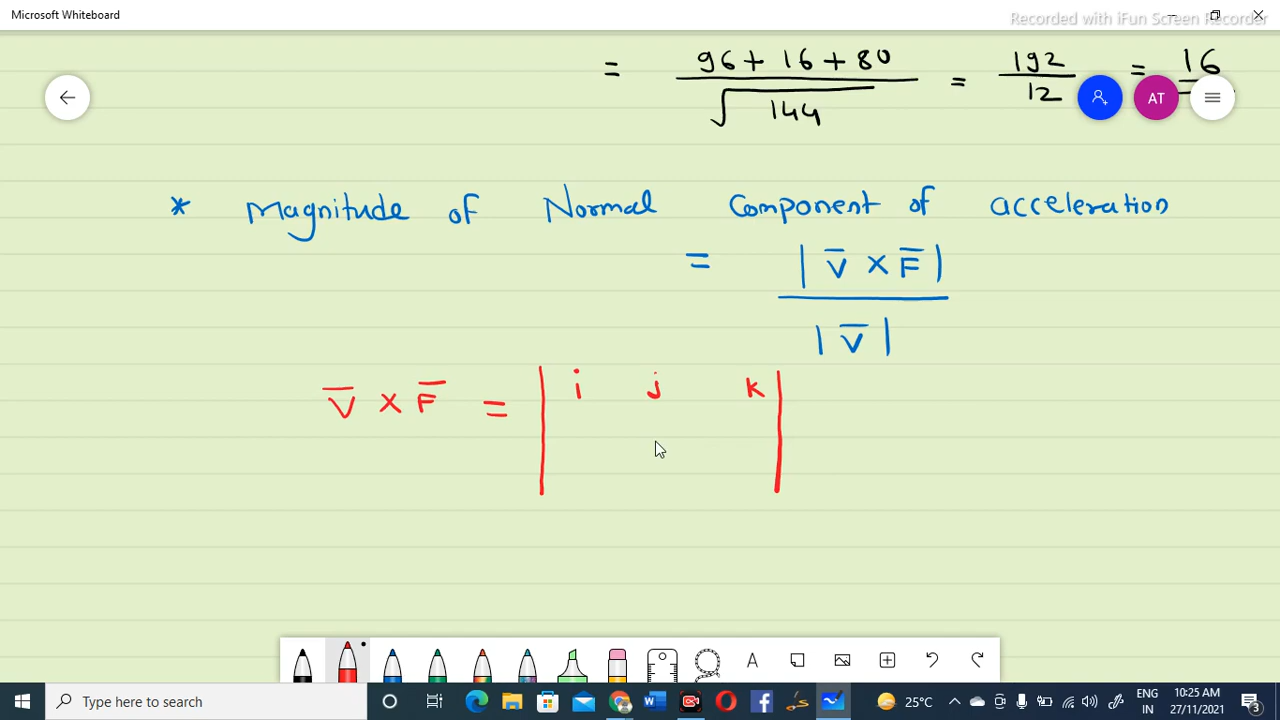 Microsoft Whiteboard
Recorded with iFun Screen Recorder
= 96 + 16 + 80 / √144 = 192 / 12 = 16
AT
* Magnitude of Normal Component of acceleration
= | V̅ × F̅ | / | V̅ |
V̅ × F̅ = | i j k |
A
Type here to search
W
25°C
ENG
IN
10:25 AM
27/11/2021
3